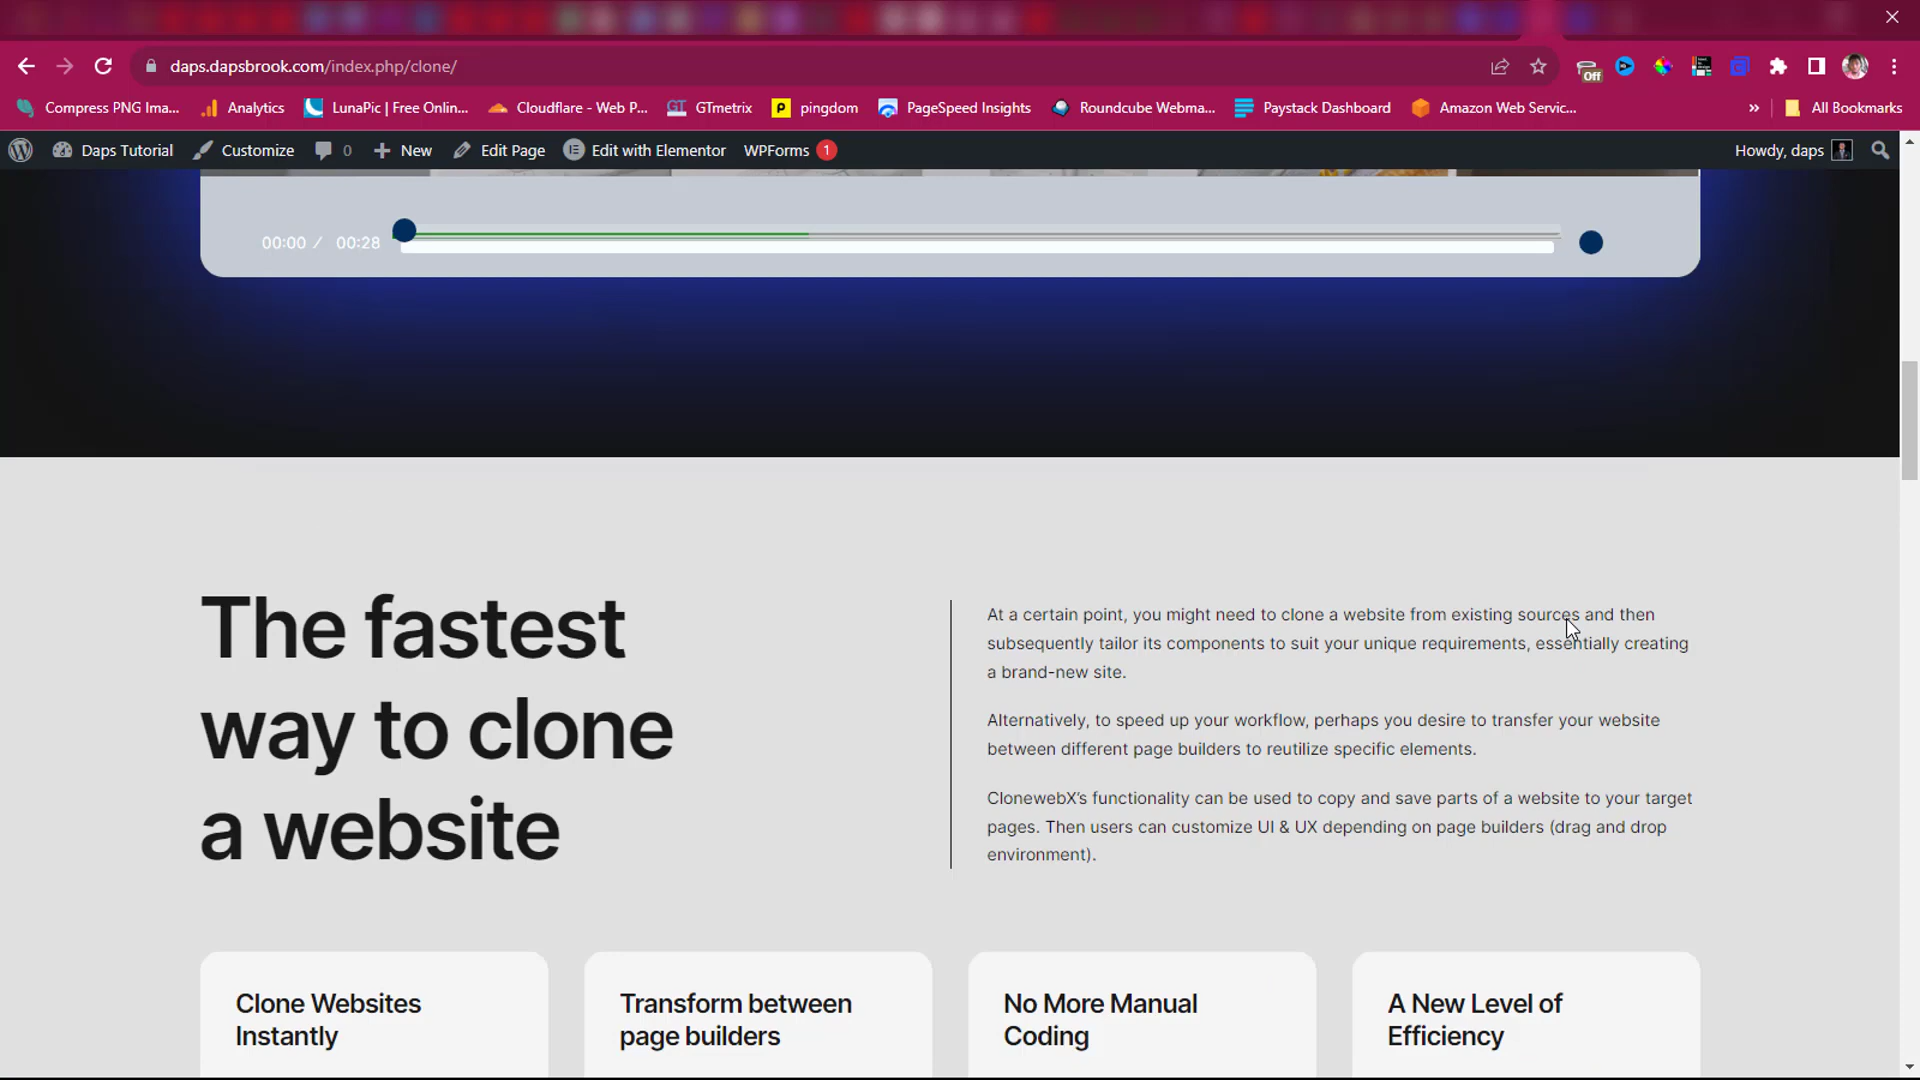 daps.dapsbrook.com/index.php/clone/
Off
Compress PNG Ima... Analytics LunaPic | Free Onlin... Cloudflare - Web P... GTmetrix pingdom PageSpeed Insights Roundcube Webma... Paystack Dashboard Amazon Web Servic... » All Bookmarks
Daps Tutorial Customize 0 New Edit Page Edit with Elementor WPForms 1 Howdy, daps
00:00 / 00:28
The fastest
way to clone
a website
At a certain point, you might need to clone a website from existing sources and then
subsequently tailor its components to suit your unique requirements, essentially creating
a brand-new site.
Alternatively, to speed up your workflow, perhaps you desire to transfer your website
between different page builders to reutilize specific elements.
ClonewebX's functionality can be used to copy and save parts of a website to your target
pages. Then users can customize UI & UX depending on page builders (drag and drop
environment).
Clone Websites
Instantly
Transform between
page builders
No More Manual
Coding
A New Level of
Efficiency